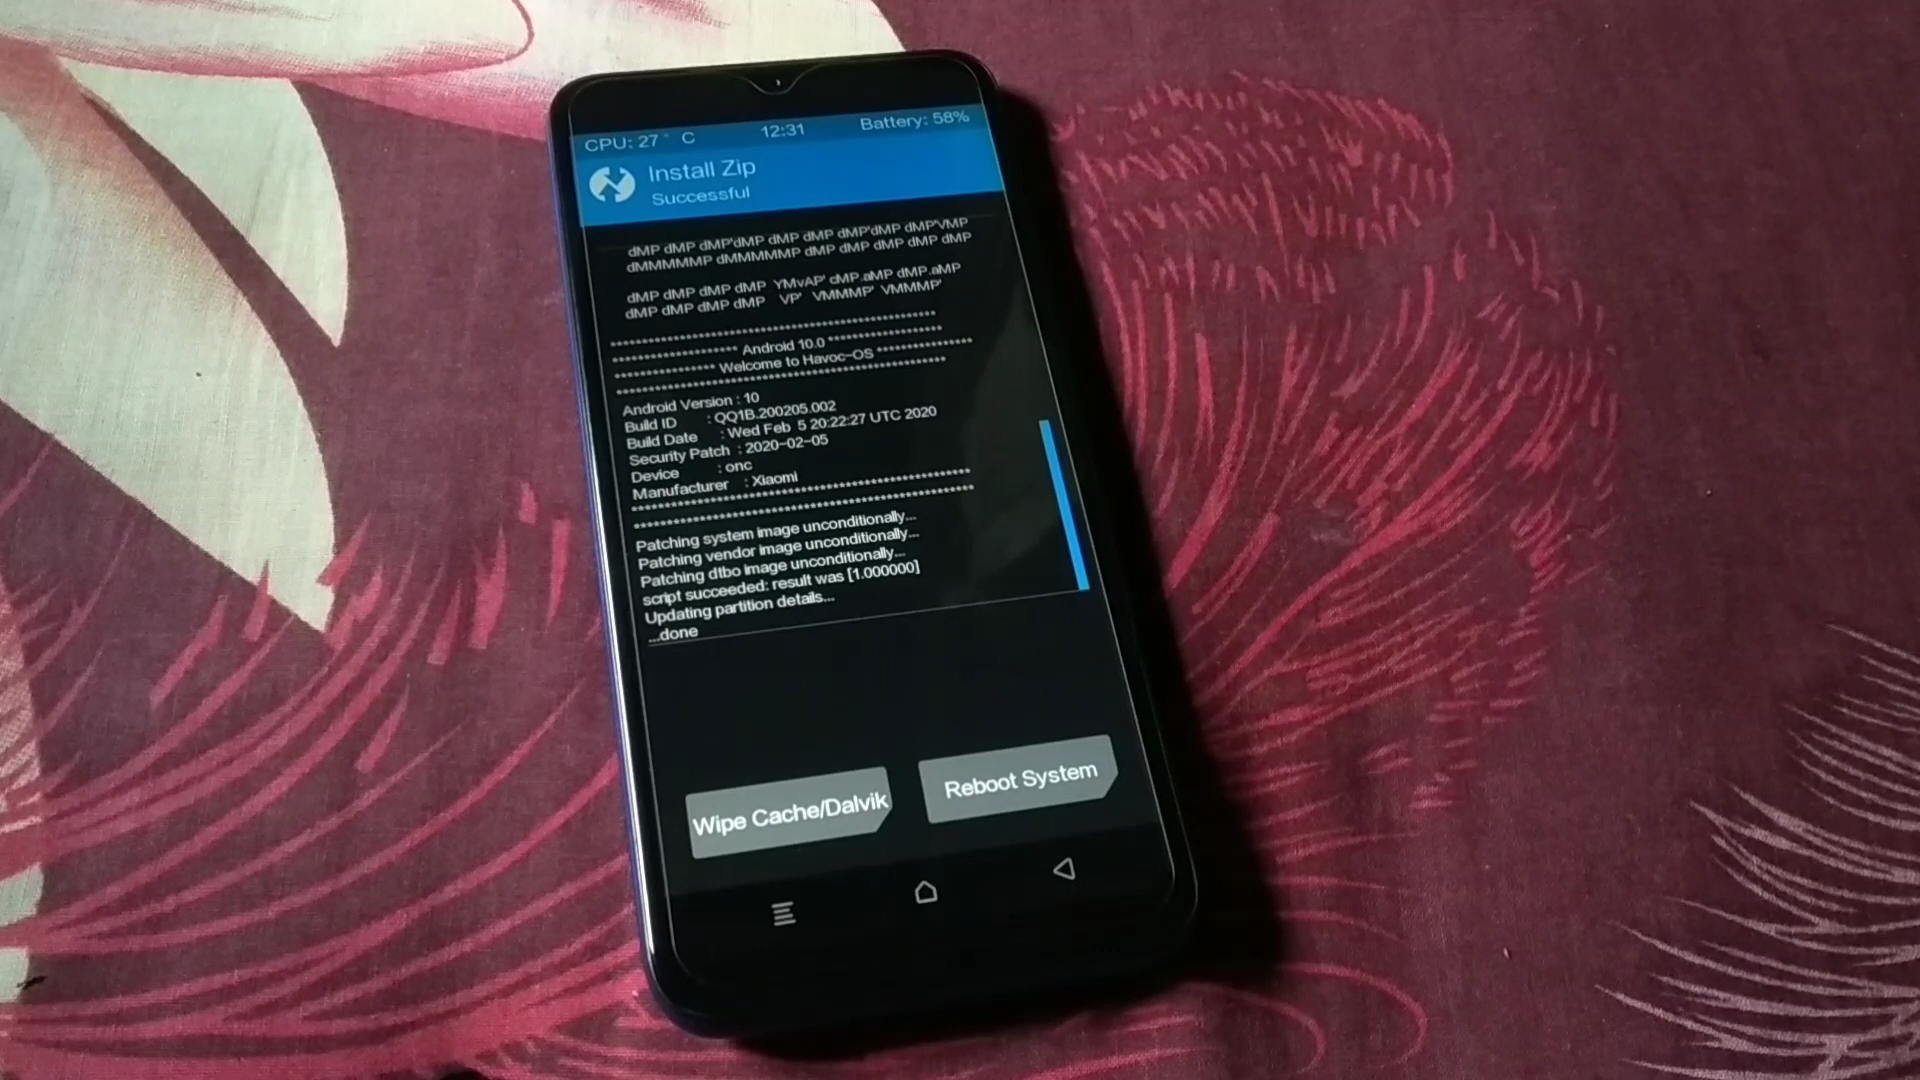 CPU: 27° C 12:31 Battery: 58%
Install Zip
Successful
dMP dMP dMP'dMP dMP dMP dMP'dMP dMP'VMP
dMMMMMP dMMMMMP dMP dMP dMP dMP dMP
dMP dMP dMP dMP YMvAP' dMP.aMP dMP.aMP
dMP dMP dMP dMP VP' VMMMP' VMMMP'
Android 10.0
Welcome to Havoc-OS
Android Version : 10
Build ID : QQ1B.200205.002
Build Date : Wed Feb 5 20:22:27 UTC 2020
Security Patch : 2020-02-05
Device : onc
Manufacturer : Xiaomi
Patching system image unconditionally...
Patching vendor image unconditionally...
Patching dtbo image unconditionally...
script succeeded: result was [1.000000]
Updating partition details...
...done
Wipe Cache/Dalvik
Reboot System